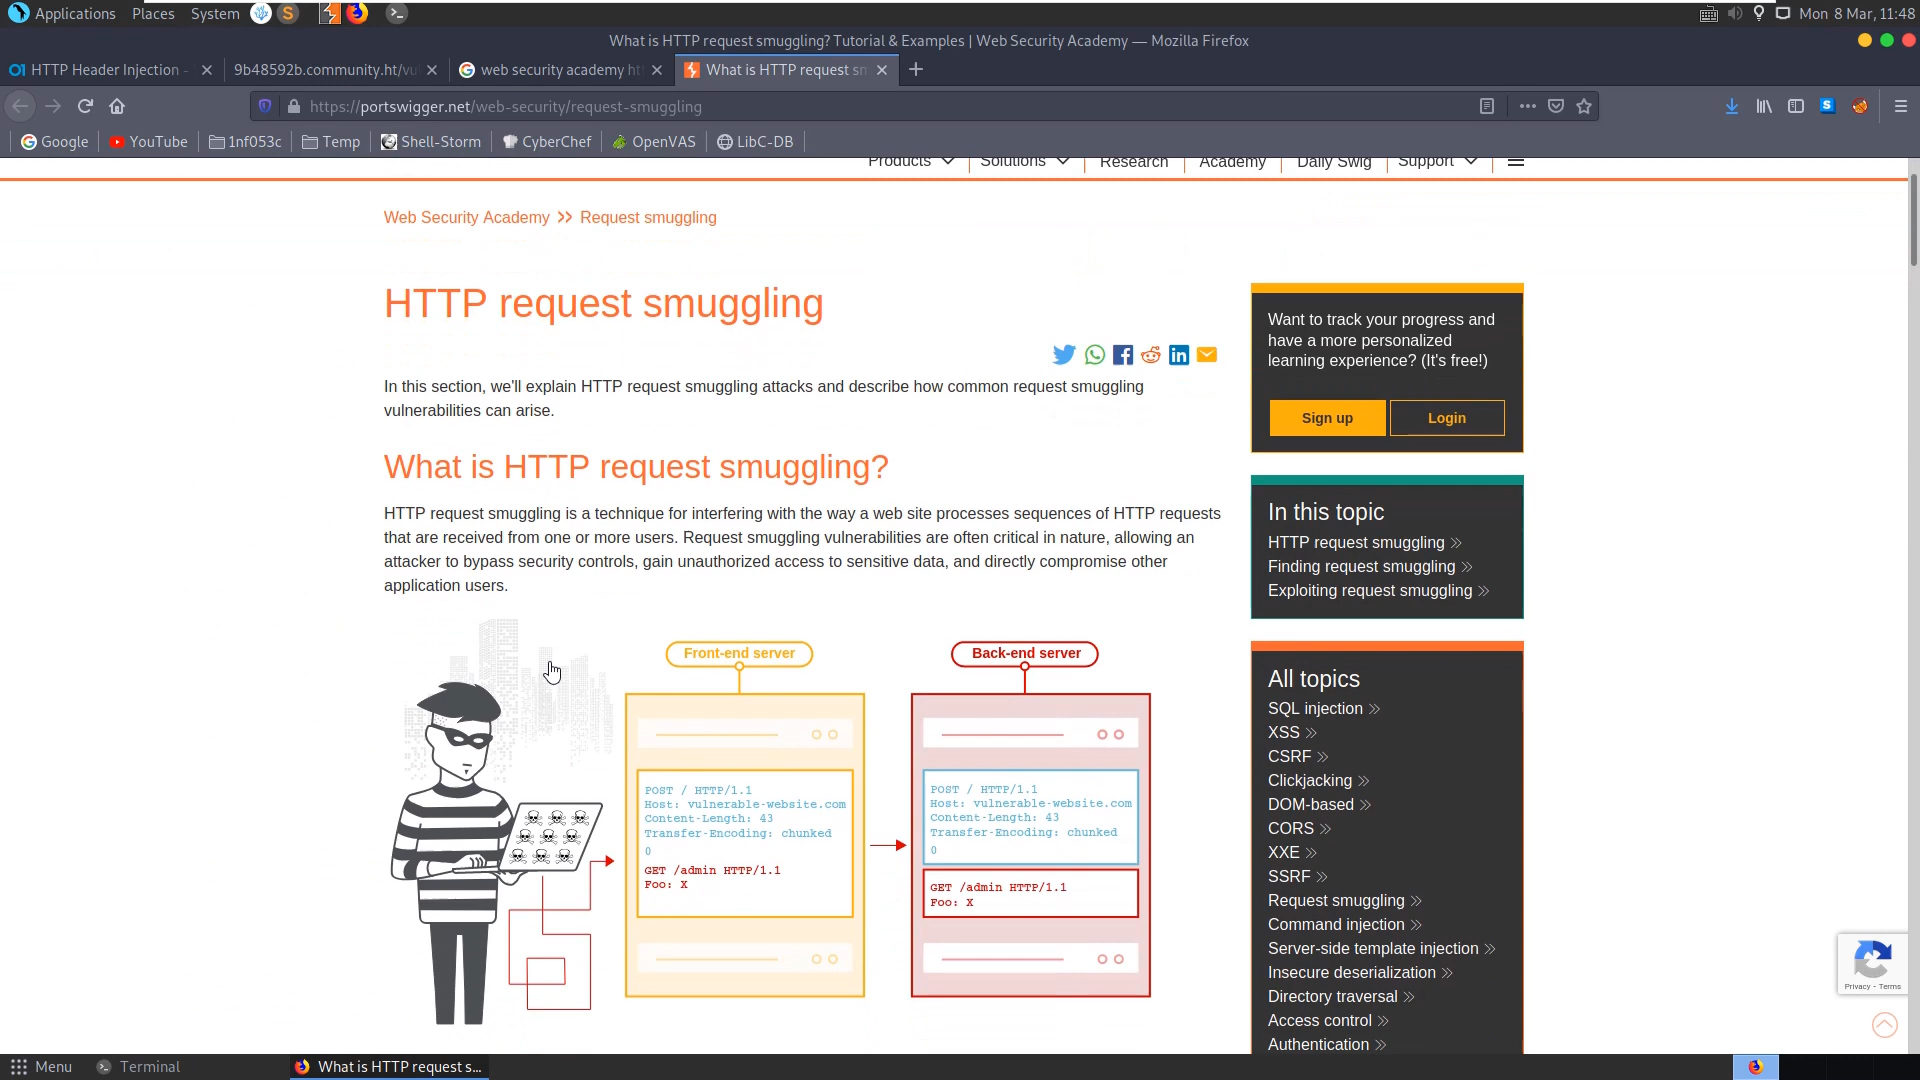 Applications Places System
Mon 8 Mar, 11:48
What is HTTP request smuggling? Tutorial & Examples | Web Security Academy — Mozilla Firefox
HTTP Header Injection -
9b48592b.community.ht/vul
web security academy ht
What is HTTP request sm
https://portswigger.net/web-security/request-smuggling
Google
YouTube
1nf053c
Temp
Shell-Storm
CyberChef
OpenVAS
LibC-DB
Products
Solutions
Research
Academy
Daily Swig
Support
Web Security Academy
Request smuggling
HTTP request smuggling
In this section, we'll explain HTTP request smuggling attacks and describe how common request smuggling
vulnerabilities can arise.
What is HTTP request smuggling?
HTTP request smuggling is a technique for interfering with the way a web site processes sequences of HTTP requests
that are received from one or more users. Request smuggling vulnerabilities are often critical in nature, allowing an
attacker to bypass security controls, gain unauthorized access to sensitive data, and directly compromise other
application users.
Front-end server
POST / HTTP/1.1
Host: vulnerable-website.com
Content-Length: 43
Transfer-Encoding: chunked
0
GET /admin HTTP/1.1
Foo: X
Back-end server
POST / HTTP/1.1
Host: vulnerable-website.com
Content-Length: 43
Transfer-Encoding: chunked
0
GET /admin HTTP/1.1
Foo: X
Want to track your progress and
have a more personalized
learning experience? (It's free!)
Sign up
Login
In this topic
HTTP request smuggling
Finding request smuggling
Exploiting request smuggling
All topics
SQL injection
XSS
CSRF
Clickjacking
DOM-based
CORS
XXE
SSRF
Request smuggling
Command injection
Server-side template injection
Insecure deserialization
Directory traversal
Access control
Authentication
Privacy - Terms
Menu
Terminal
What is HTTP request s...